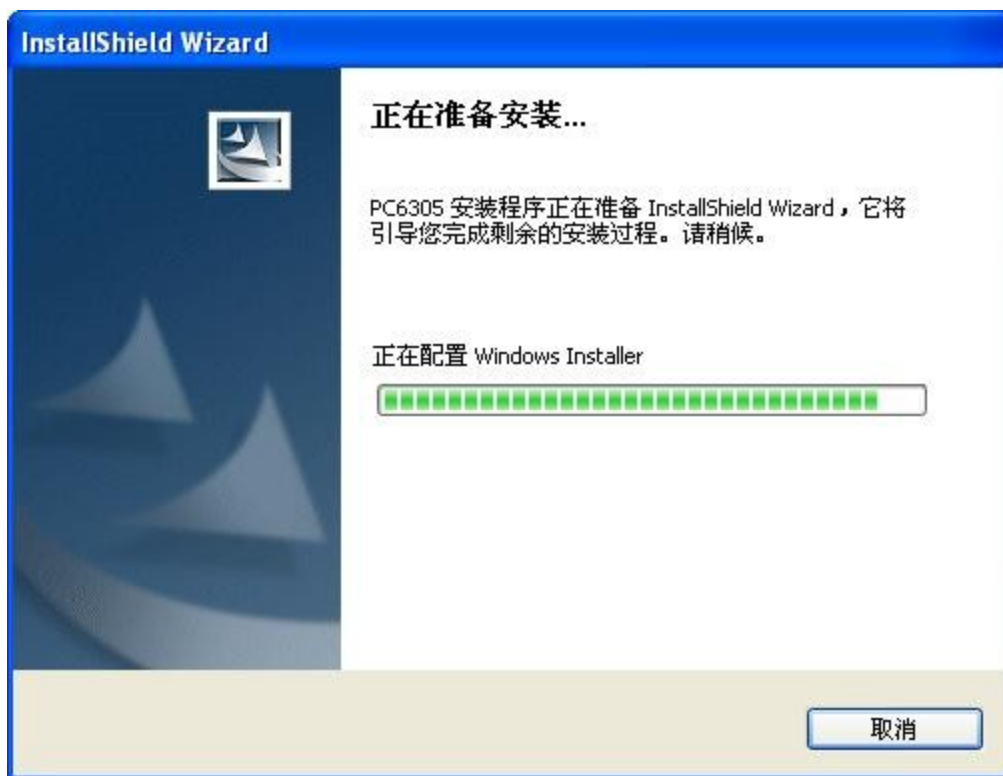 InstallShield Wizard
正在准备安装...
PC6305 安装程序正在准备 InstallShield Wizard，它将
引导您完成剩余的安装过程。请稍候。
正在配置 Windows Installer
取消